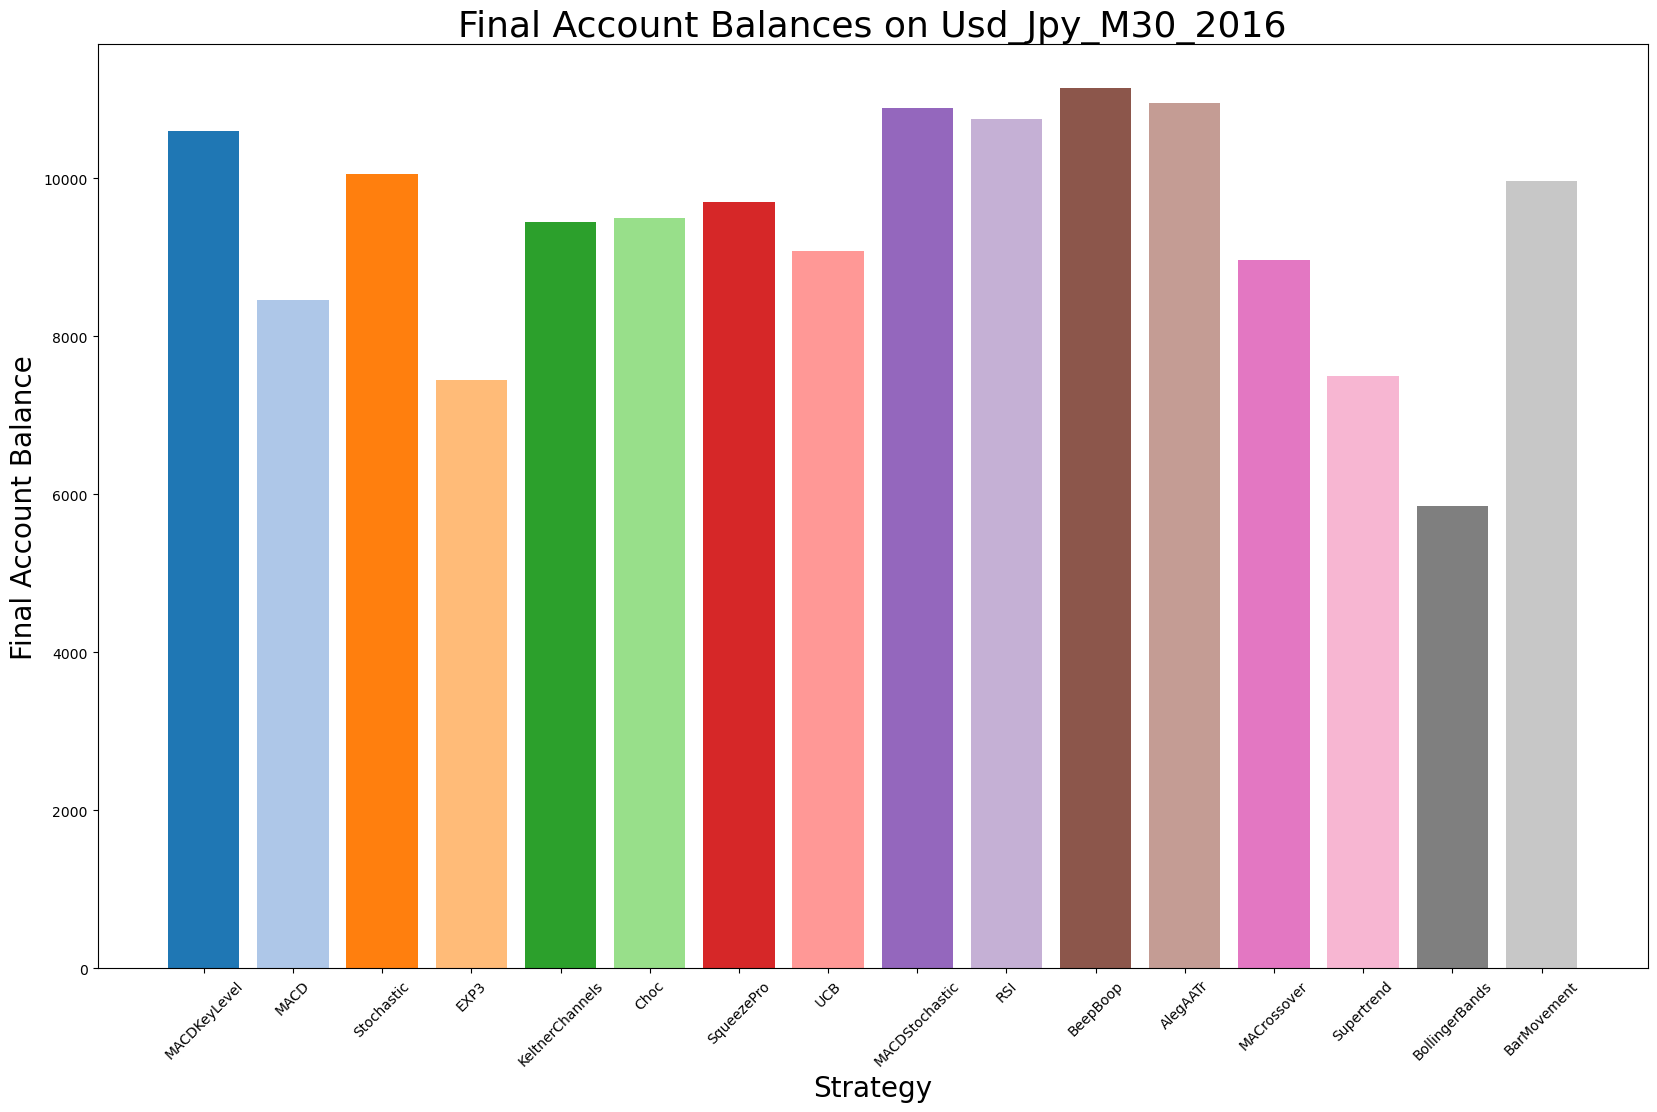 Final Account Balances on Usd_Jpy_M30_2016
Final Account Balance
10000
8000
6000
4000
2000
0
MACDKeyLevel
MACD
Stochastic
EXP3
KeltnerChannels
Choc
SqueezePro
UCB
MACDStochastic
RSI
BeepBoop
AlegAATr
MACrossover
Supertrend
BollingerBands
BarMovement
Strategy